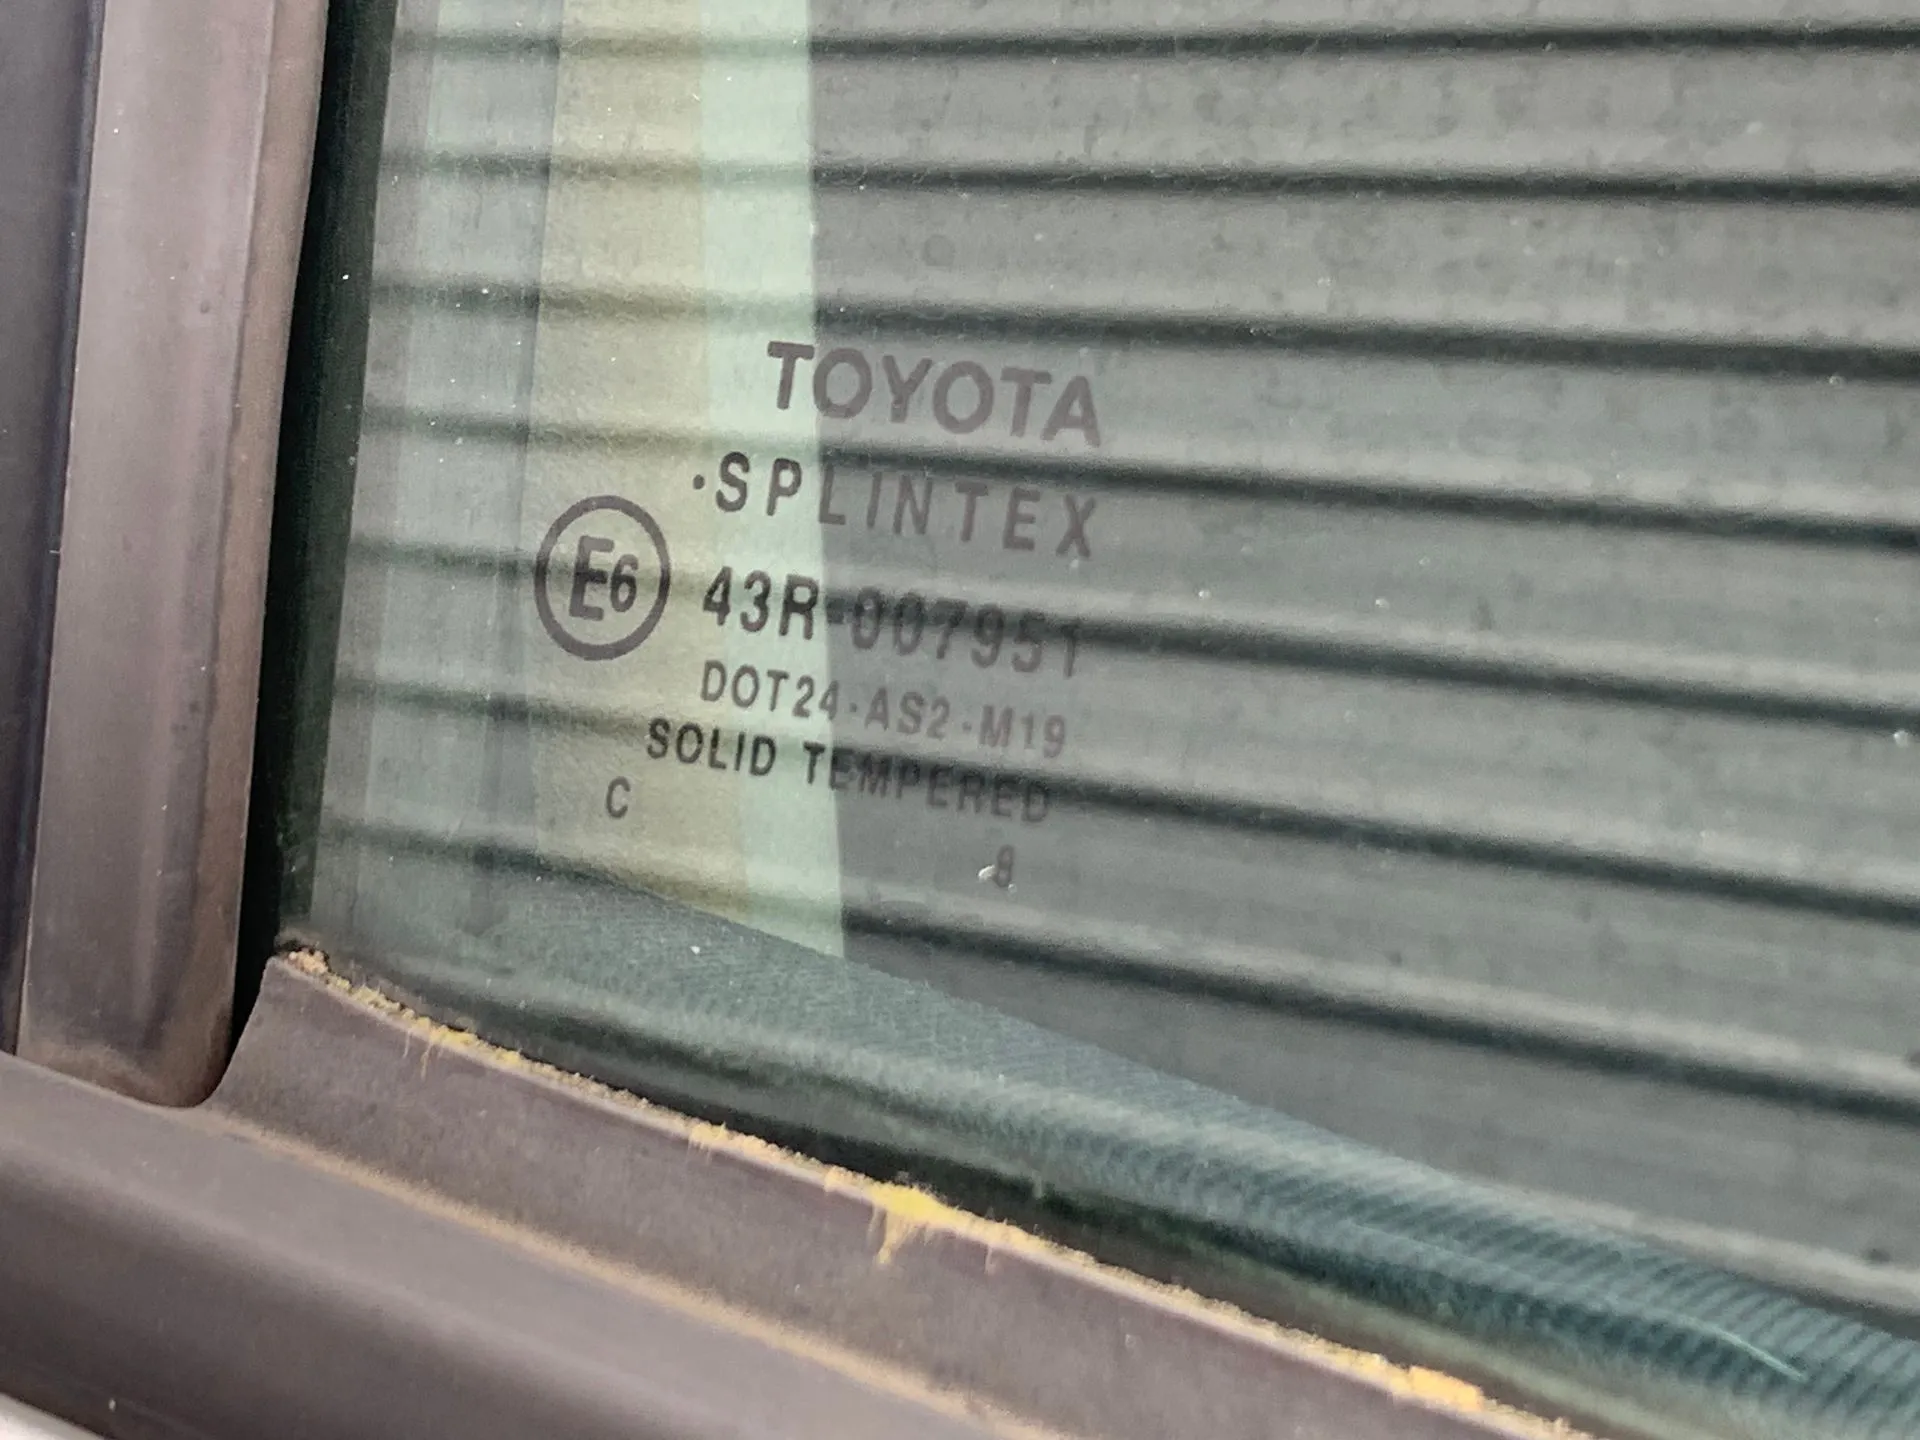 TOYOTA
·SPLINTEX
E6 43R-007951
DOT24·AS2·M19
SOLID TEMPERED
C
8